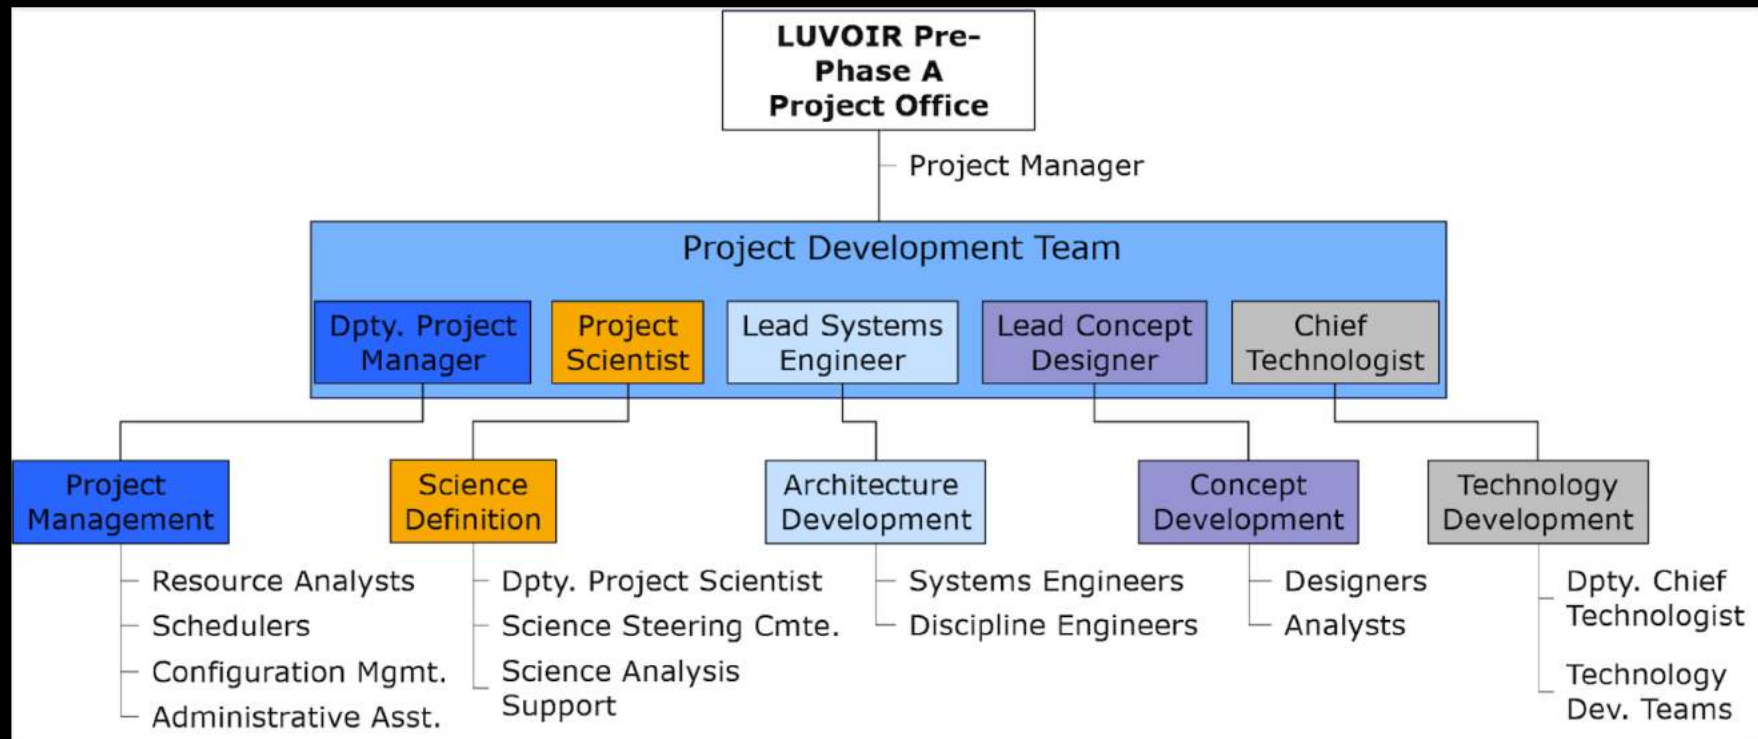 LUVOIR Pre-
Phase A
Project Office
Project Manager
Project Development Team
Dpty. Project
Manager
Project
Scientist
Lead Systems
Engineer
Lead Concept
Designer
Chief
Technologist
Project
Management
Resource Analysts
Schedulers
Configuration Mgmt.
Administrative Asst.
Science
Definition
Dpty. Project Scientist
Science Steering Cmte.
Science Analysis
Support
Architecture
Development
Systems Engineers
Discipline Engineers
Concept
Development
Designers
Analysts
Technology
Development
Dpty. Chief
Technologist
Technology
Dev. Teams